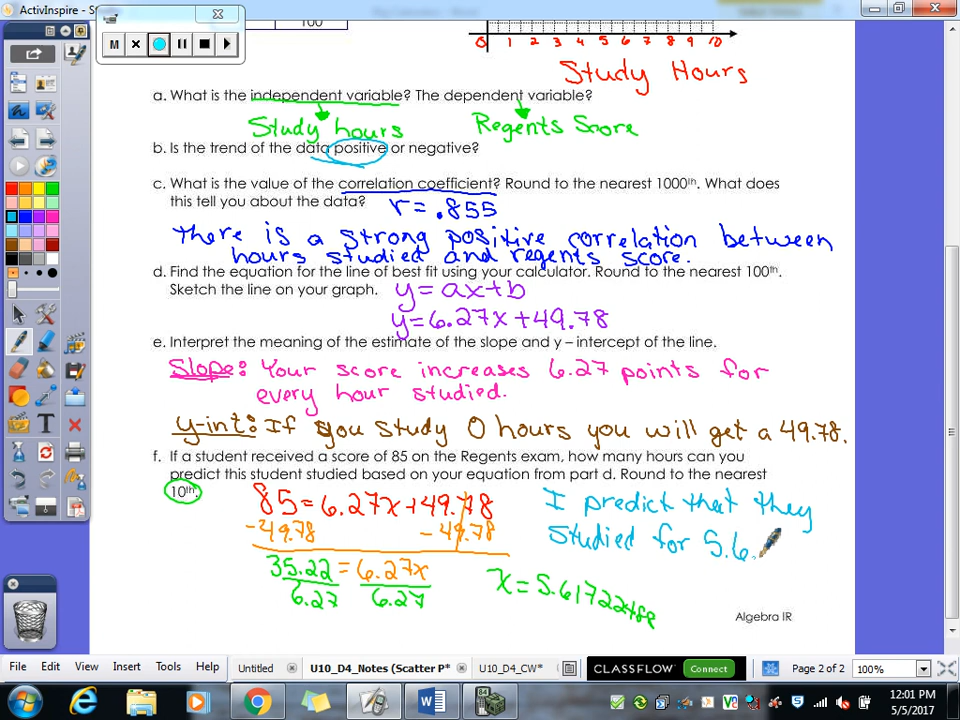 ActivInspire - St
100
0 1 2 3 4 5 6 7 8 9 10
Study Hours
a. What is the independent variable? The dependent variable?
Study hours Regents Score
b. Is the trend of the data positive or negative?
c. What is the value of the correlation coefficient? Round to the nearest 1000th. What does
this tell you about the data? r = .855
There is a strong positive correlation between
hours studied and regents score.
d. Find the equation for the line of best fit using your calculator. Round to the nearest 100th.
Sketch the line on your graph. y = ax+b
y=6.27x+49.78
e. Interpret the meaning of the estimate of the slope and y – intercept of the line.
Slope: Your score increases 6.27 points for
every hour studied.
y-int: If you study 0 hours you will get a 49.78.
f. If a student received a score of 85 on the Regents exam, how many hours can you
predict this student studied based on your equation from part d. Round to the nearest
10th.
85=6.27x+49.78
-49.78 -49.78
35.22 = 6.27x
6.27 6.27
x=5.617224
I predict that they
studied for 5.6.
Algebra IR
File Edit View Insert Tools Help
Untitled U10_D4_Notes (Scatter P* U10_D4_CW* CLASSFLOW Connect Page 2 of 2 100%
12:01 PM
5/5/2017